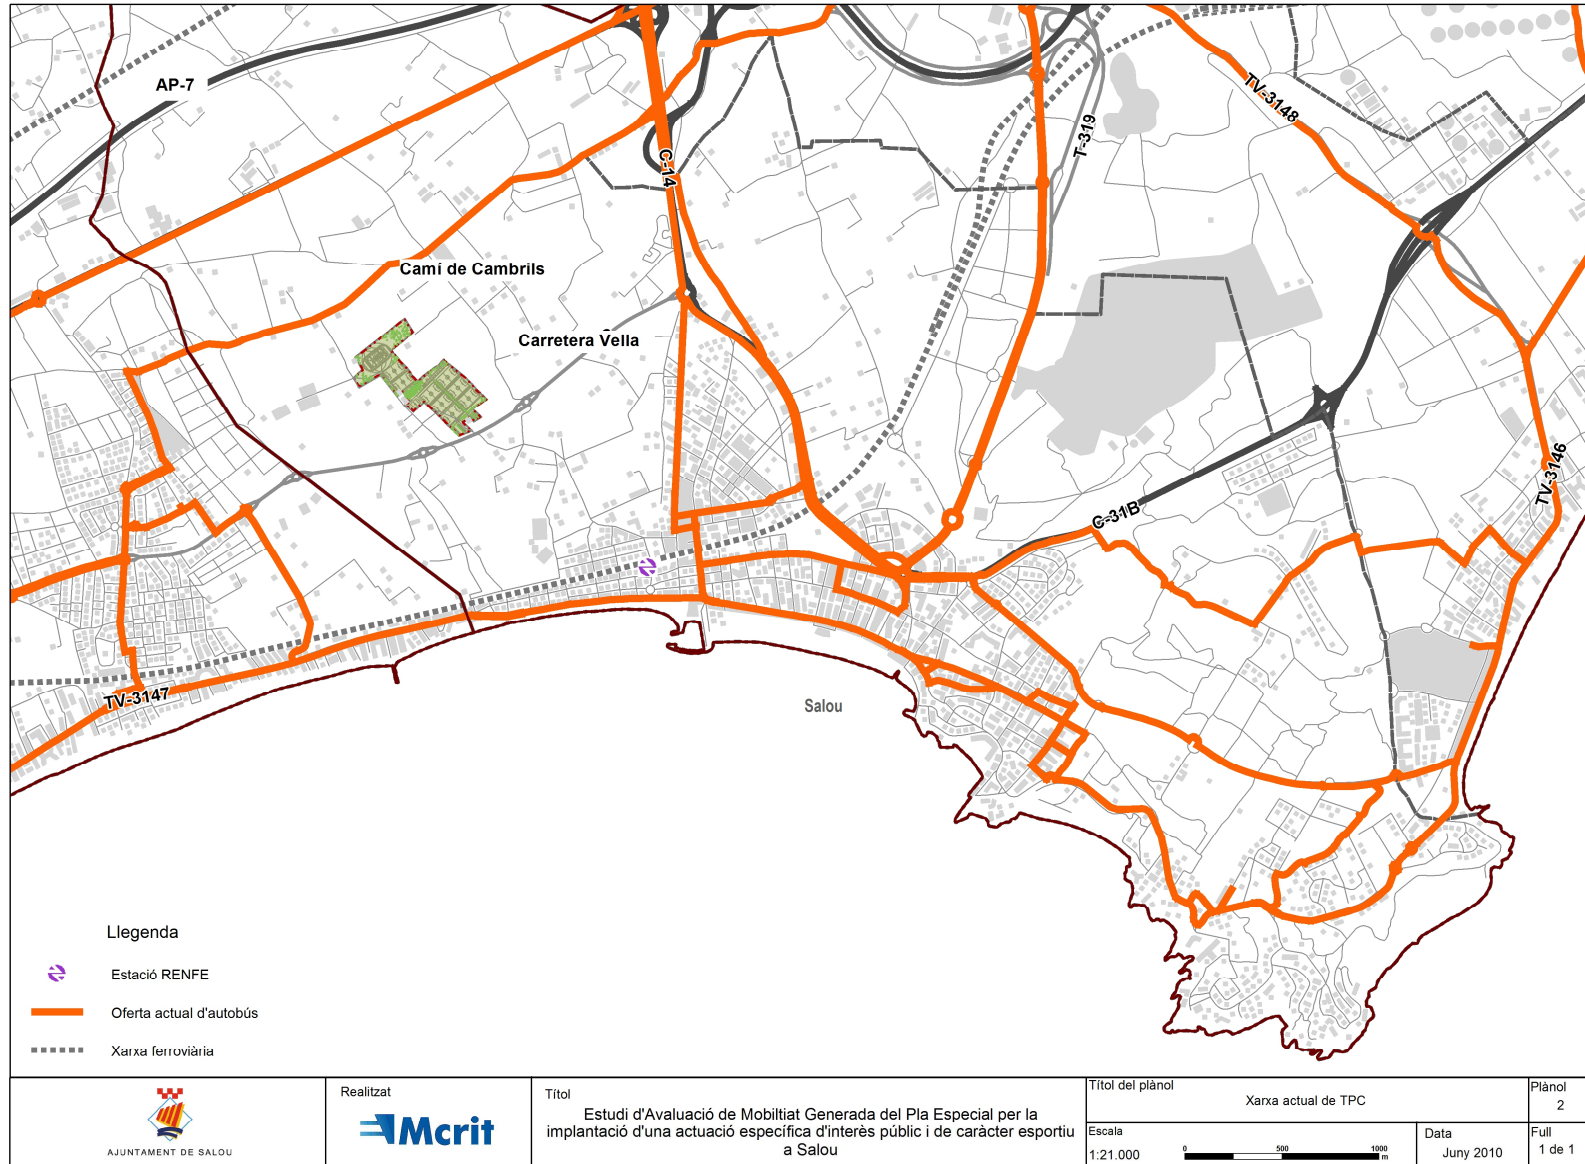 AP-7
C-14
T-319
TV-3148
Camí de Cambrils
Carretera Vella
C-31B
TV-3146
TV-3147
Salou
Llegenda
Estació RENFE
Oferta actual d'autobús
Xarxa ferroviària
AJUNTAMENT DE SALOU
Realitzat
Mcrit
Títol
Estudi d'Avaluació de Mobiltiat Generada del Pla Especial per la
implantació d'una actuació específica d'interès públic i de caràcter esportiu
a Salou
Títol del plànol
Xarxa actual de TPC
Plànol
2
Escala
1:21.000
0 500 1000
m
Data
Juny 2010
Full
1 de 1